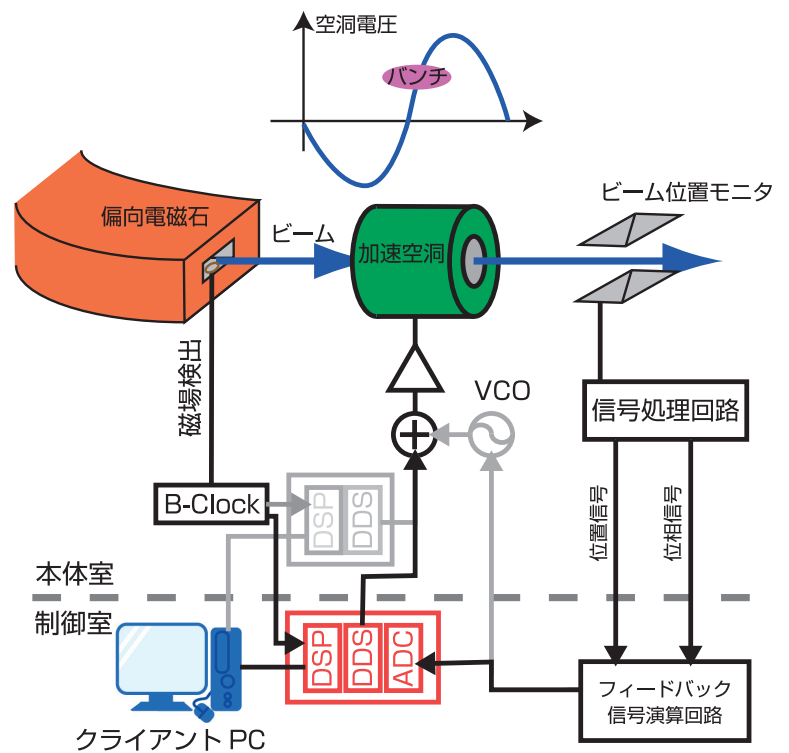 空洞電圧
バンチ
偏向電磁石
ビーム
加速空洞
ビーム位置モニタ
磁場検出
VCO
信号処理回路
B-Clock
DSP
DDS
位置信号
位相信号
本体室
制御室
DSP
DDS
ADC
フィードバック
信号演算回路
クライアントPC